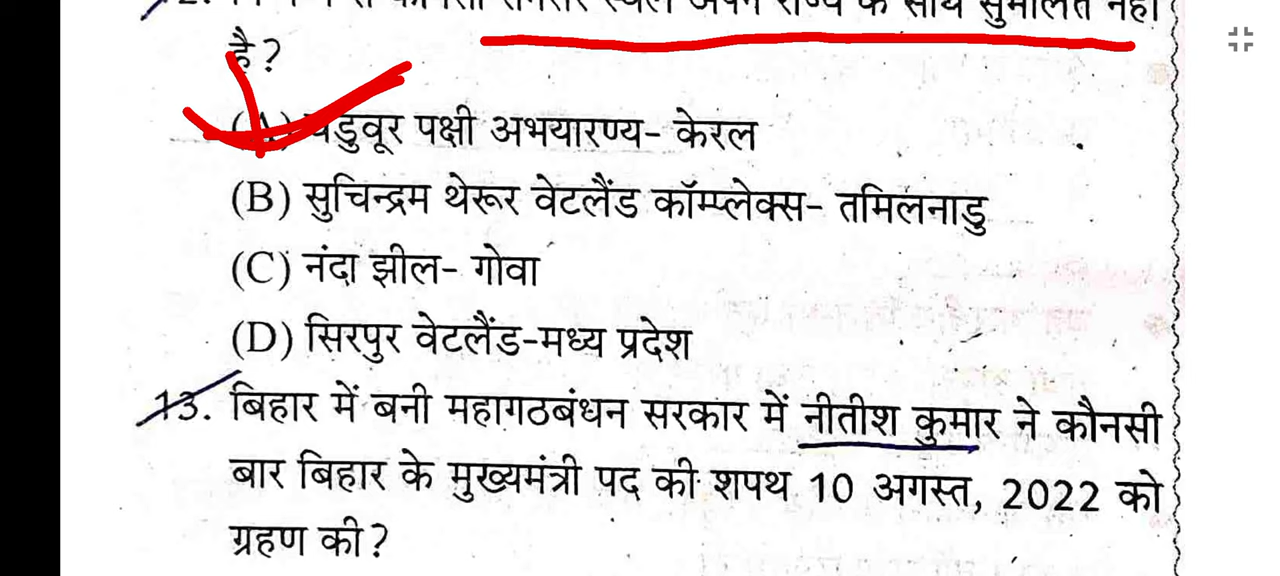 है?
(A) वडुवूर पक्षी अभयारण्य- केरल
(B) सुचिन्द्रम थेरूर वेटलैंड कॉम्प्लेक्स- तमिलनाडु
(C) नंदा झील- गोवा
(D) सिरपुर वेटलैंड-मध्य प्रदेश
13. बिहार में बनी महागठबंधन सरकार में नीतीश कुमार ने कौनसी
बार बिहार के मुख्यमंत्री पद की शपथ 10 अगस्त, 2022 को
ग्रहण की?